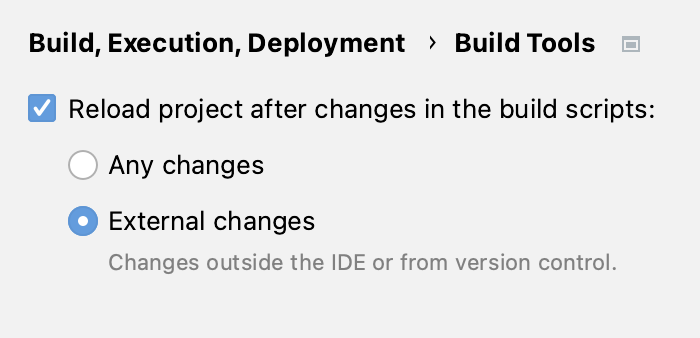 Build, Execution, Deployment › Build Tools
Reload project after changes in the build scripts:
Any changes
External changes
Changes outside the IDE or from version control.